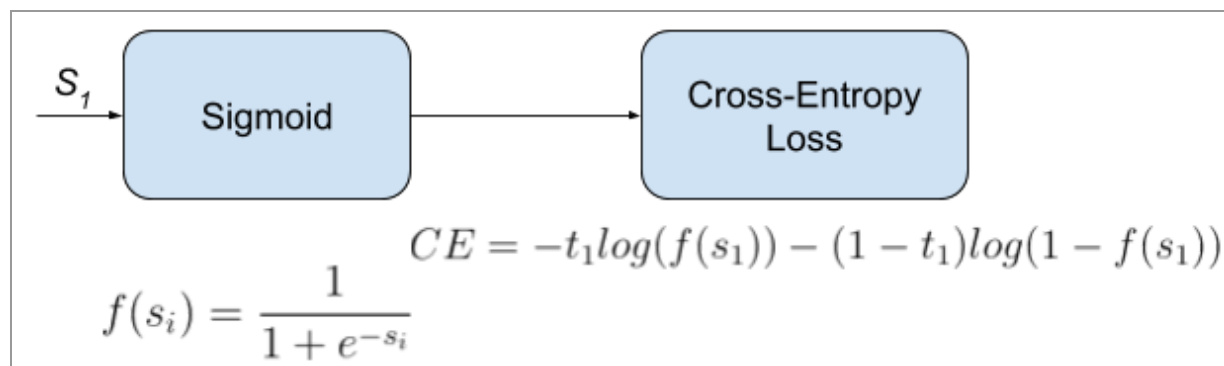 S₁
Sigmoid
Cross-Entropy
Loss
CE = −t₁log(f(s₁)) − (1 − t₁)log(1 − f(s₁))
f(sᵢ) = 1 / (1 + e^{−sᵢ})